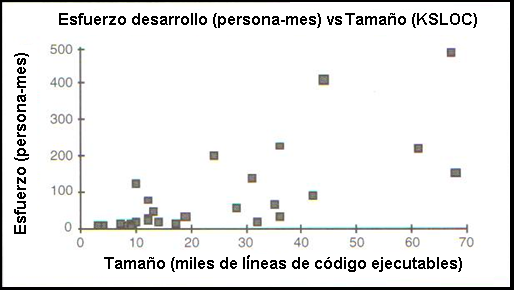 Esfuerzo desarrollo (persona-mes) vs Tamaño (KSLOC)
Esfuerzo (persona-mes)
500
400
300
200
100
0
0 10 20 30 40 50 60 70
Tamaño (miles de líneas de código ejecutables)